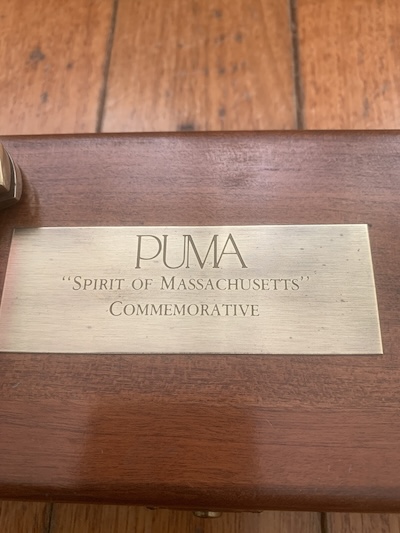 PUMA
"SPIRIT OF MASSACHUSETTS"
COMMEMORATIVE